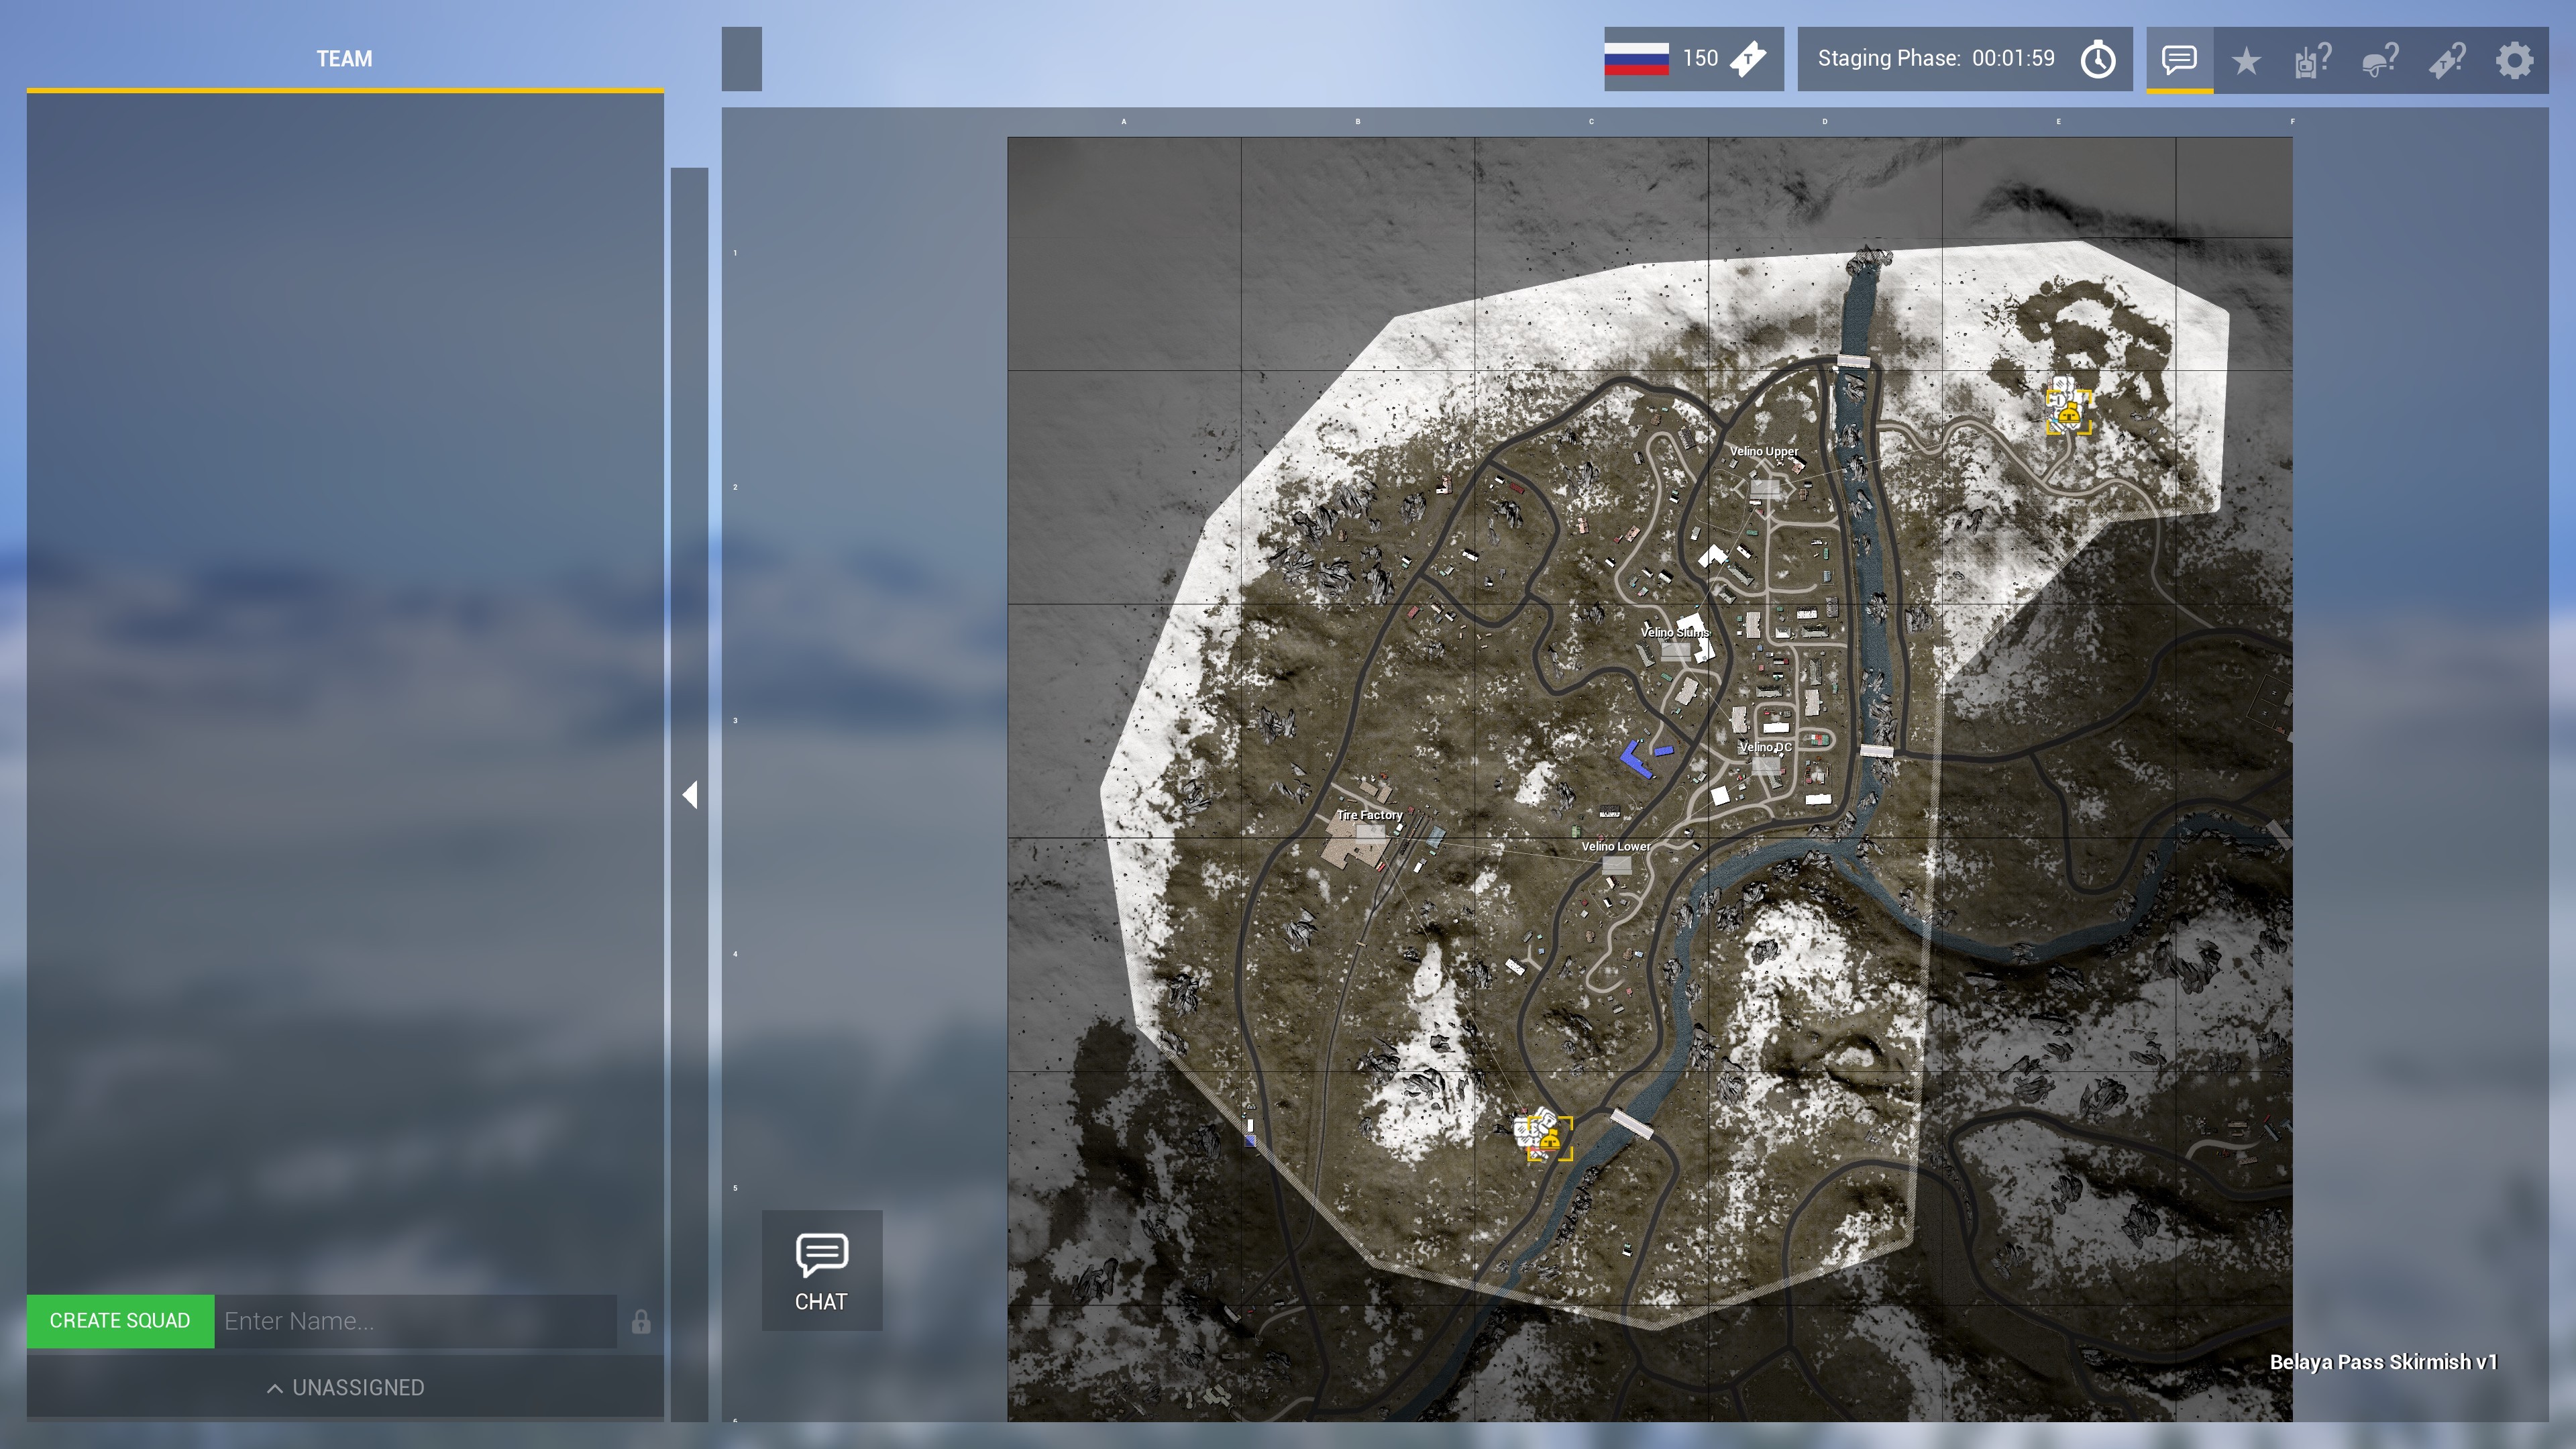 TEAM
150
Staging Phase: 00:01:59
A B C D E F
1
Velino Upper
2
Velino Slums
3
Velino DC
Tire Factory
Velino Lower
4
5
CHAT
CREATE SQUAD
Enter Name...
UNASSIGNED
Belaya Pass Skirmish v1